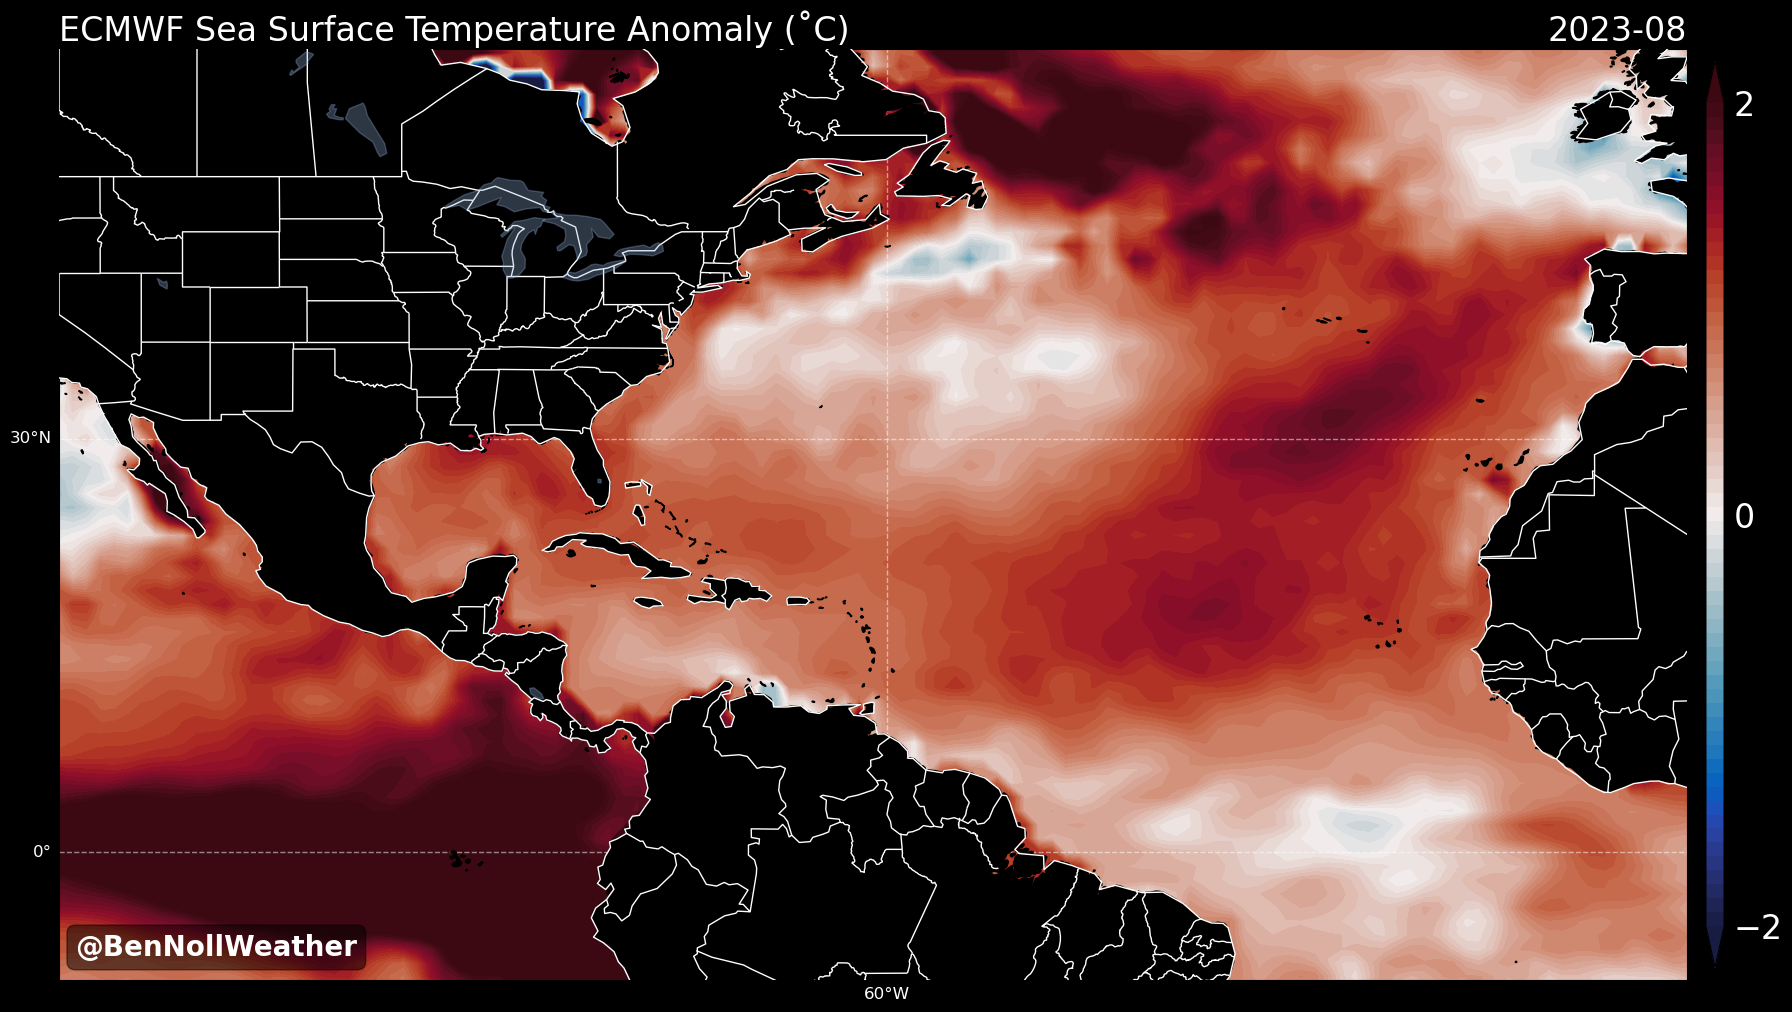 ECMWF Sea Surface Temperature Anomaly (˚C)
2023-08
2
0
−2
30°N
0°
60°W
@BenNollWeather